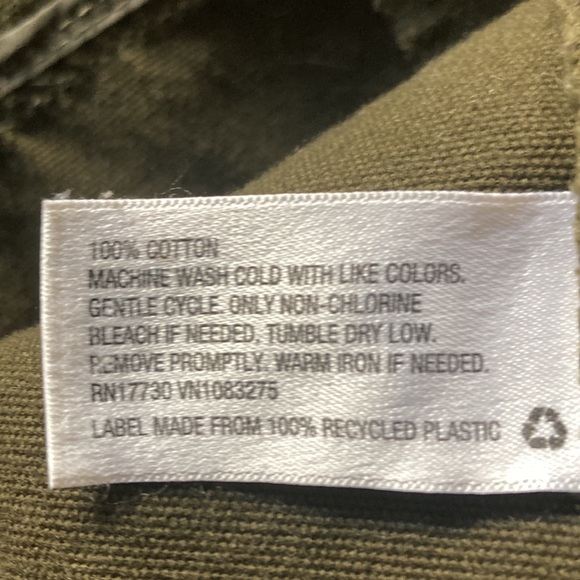 100% COTTON
MACHINE WASH COLD WITH LIKE COLORS.
GENTLE CYCLE. ONLY NON-CHLORINE
BLEACH IF NEEDED. TUMBLE DRY LOW.
REMOVE PROMPTLY. WARM IRON IF NEEDED.
RN17730 VN1083275
LABEL MADE FROM 100% RECYCLED PLASTIC